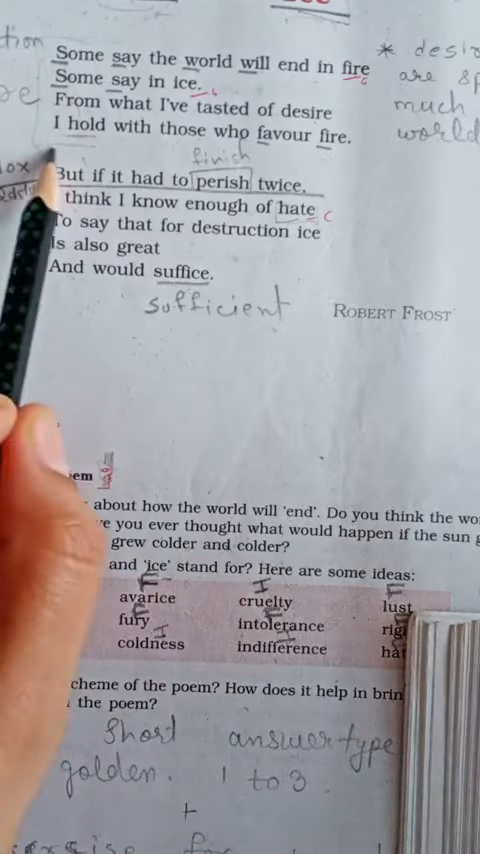 * desir
Some say the world will end in fire
Some say in ice.
are
From what I've tasted of desire
much
I hold with those who favour fire.
world
finish
But if it had to perish twice,
think I know enough of hate
To say that for destruction ice
Is also great
And would suffice.
sufficient
ROBERT FROST
em
about how the world will 'end'. Do you think the wo
you ever thought what would happen if the sun g
grew colder and colder?
and 'ice' stand for? Here are some ideas:
F I F
avarice cruelty lust
F
fury intolerance rig
I I
coldness indifference hat
cheme of the poem? How does it help in brin
the poem?
Short answer type
golden. 1 to 3.
+